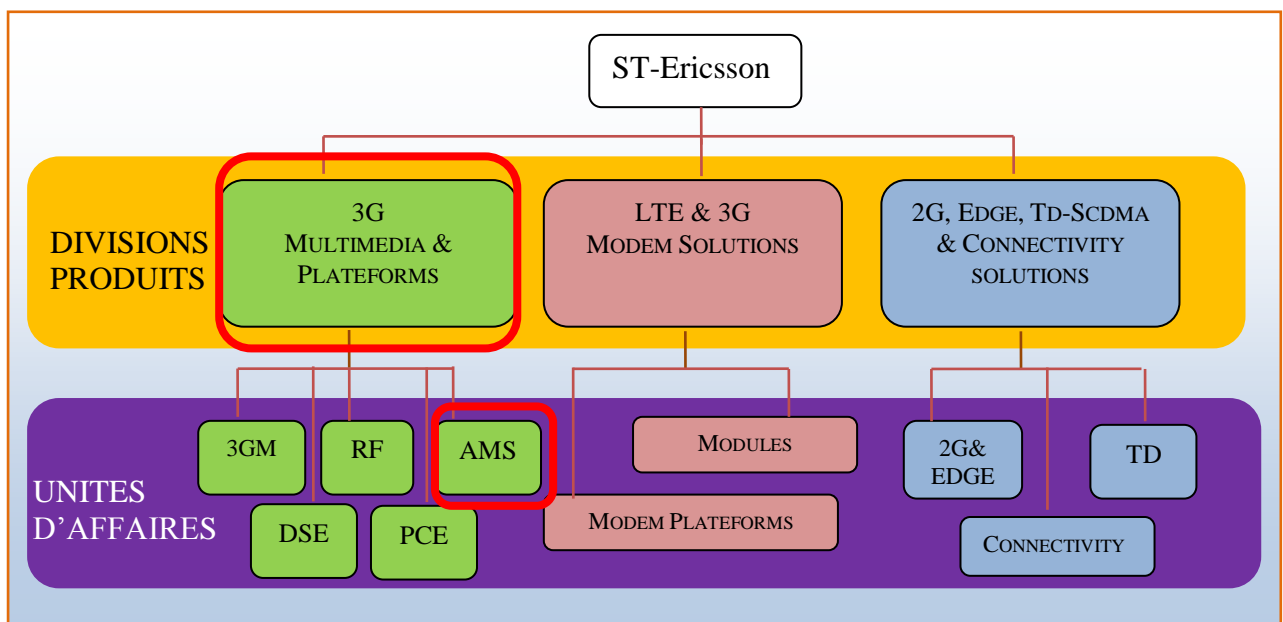 ST-Ericsson
DIVISIONS
PRODUITS
3G
MULTIMEDIA &
PLATEFORMS
LTE & 3G
MODEM SOLUTIONS
2G, EDGE, TD-SCDMA
& CONNECTIVITY
SOLUTIONS
UNITES
D’AFFAIRES
3GM
RF
AMS
DSE
PCE
MODULES
MODEM PLATEFORMS
2G&
EDGE
TD
CONNECTIVITY